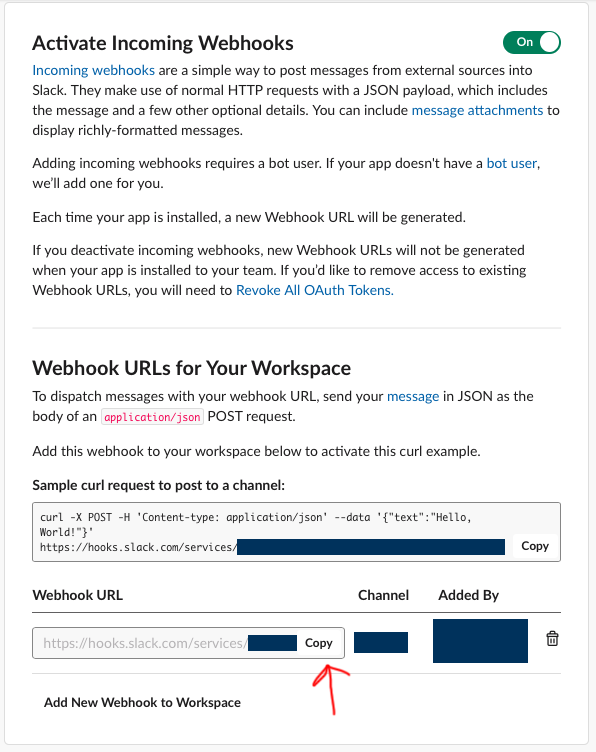 Activate Incoming Webhooks
On
Incoming webhooks are a simple way to post messages from external sources into
Slack. They make use of normal HTTP requests with a JSON payload, which includes
the message and a few other optional details. You can include message attachments to
display richly-formatted messages.
Adding incoming webhooks requires a bot user. If your app doesn't have a bot user,
we’ll add one for you.
Each time your app is installed, a new Webhook URL will be generated.
If you deactivate incoming webhooks, new Webhook URLs will not be generated
when your app is installed to your team. If you’d like to remove access to existing
Webhook URLs, you will need to Revoke All OAuth Tokens.
Webhook URLs for Your Workspace
To dispatch messages with your webhook URL, send your message in JSON as the
body of an application/json POST request.
Add this webhook to your workspace below to activate this curl example.
Sample curl request to post to a channel:
curl -X POST -H 'Content-type: application/json' --data '{"text":"Hello,
World!"}'
https://hooks.slack.com/services/
Copy
Webhook URL Channel Added By
https://hooks.slack.com/services/ Copy
Add New Webhook to Workspace